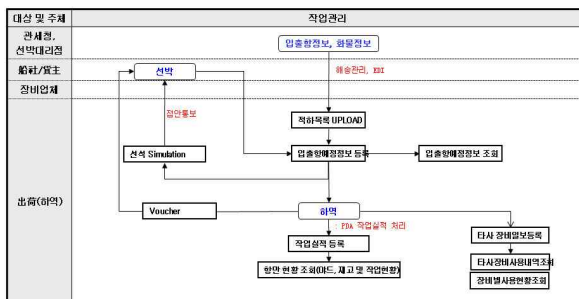 대상 및 주체
작업관리
관세청,
선박대리점
입출항정보, 화물정보
船社/貨主
선박
해송관리, EDI
장비업체
접안통보
적하목록 UPLOAD
선석 Simulation
입출항예정정보 등록
입출항예정정보 조회
出荷(하역)
Voucher
하역
: PDA 작업실적 처리
타사 장비일보등록
작업실적 등록
타사장비사용내역조회
항만 현황 조회(야드, 재고 및 작업현황)
장비별사용현황조회